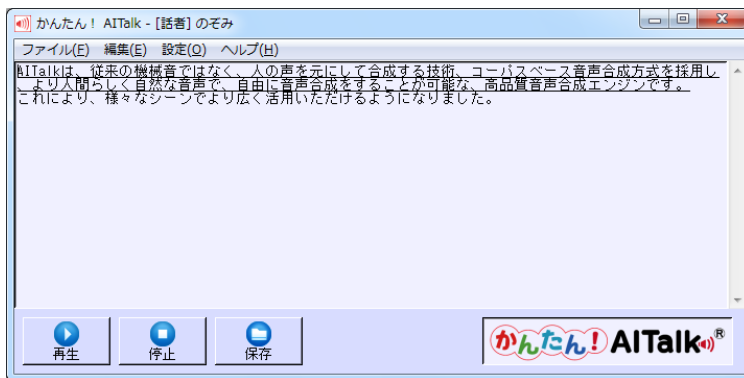 かんたん！ AITalk - [話者] のぞみ
ファイル(F) 編集(E) 設定(O) ヘルプ(H)
AITalkは、従来の機械音ではなく、人の声を元にして合成する技術、コーパスベース音声合成方式を採用し
、より人間らしく自然な音声で、自由に音声合成をすることが可能な、高品質音声合成エンジンです。
これにより、様々なシーンでより広く活用いただけるようになりました。
再生 停止 保存
かんたん! AITalk®